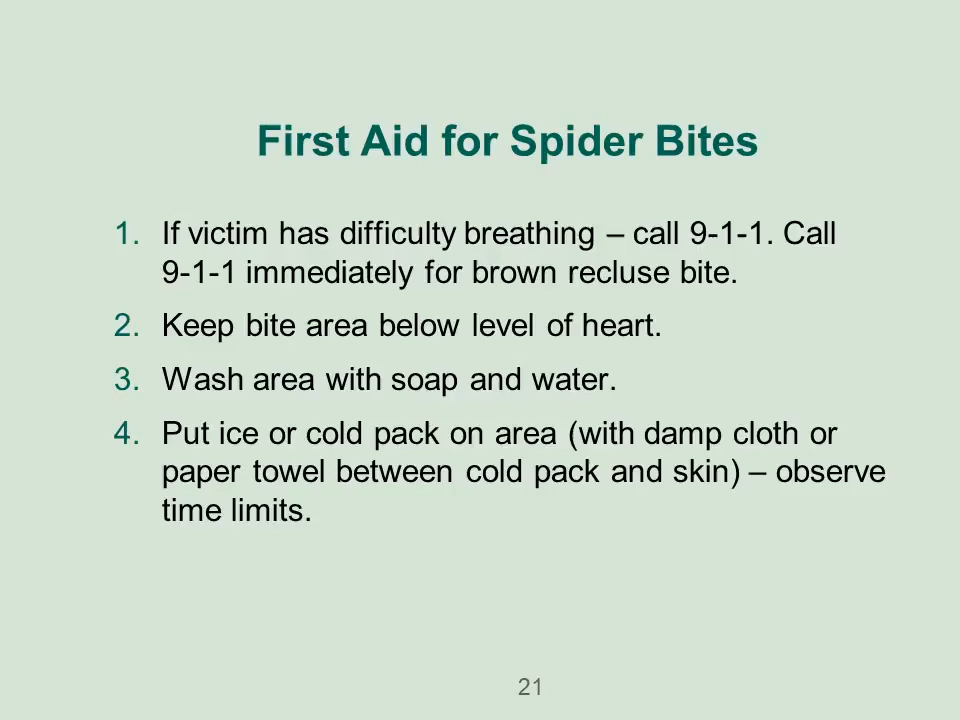 First Aid for Spider Bites
1. If victim has difficulty breathing – call 9-1-1. Call
9-1-1 immediately for brown recluse bite.
2. Keep bite area below level of heart.
3. Wash area with soap and water.
4. Put ice or cold pack on area (with damp cloth or
paper towel between cold pack and skin) – observe
time limits.
21